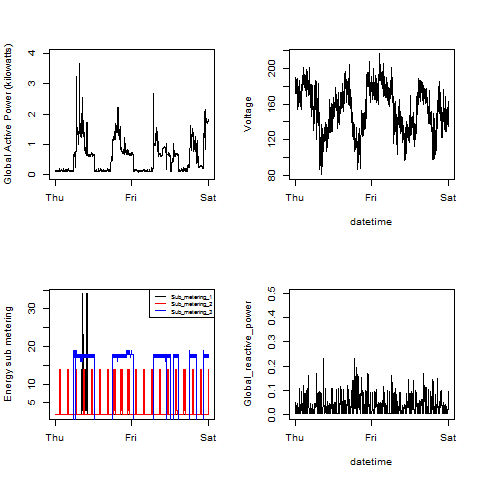 Global Active Power (kilowatts)
0 1 2 3 4
Thu Fri Sat
Voltage
80 120 160 200
Thu Fri Sat
datetime
Energy sub metering
5 10 20 30
Sub_metering_1
Sub_metering_2
Sub_metering_3
Thu Fri Sat
Global_reactive_power
0.0 0.1 0.2 0.3 0.4 0.5
Thu Fri Sat
datetime